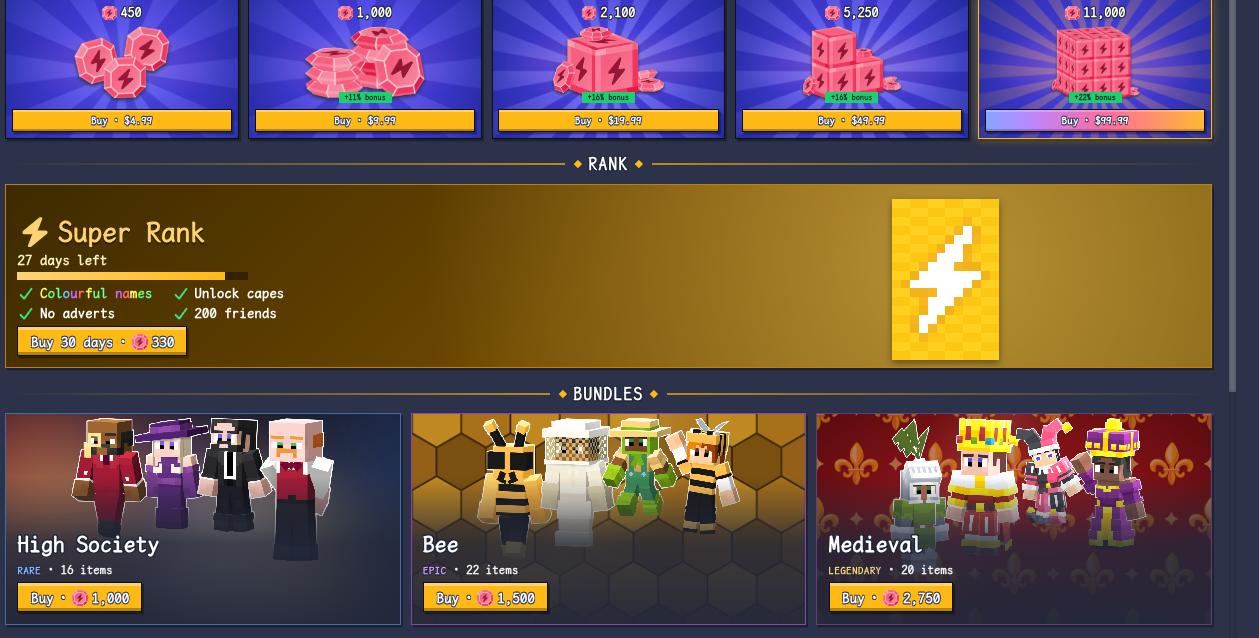 450
1,000
2,100
5,250
11,000
+11% bonus
+16% bonus
+16% bonus
+22% bonus
Buy • $4.99
Buy • $9.99
Buy • $19.99
Buy • $49.99
Buy • $99.99
RANK
Super Rank
27 days left
Colourful names
Unlock capes
No adverts
200 friends
Buy 30 days • 330
BUNDLES
High Society
RARE • 16 items
Buy • 1,000
Bee
EPIC • 22 items
Buy • 1,500
Medieval
LEGENDARY • 20 items
Buy • 2,750